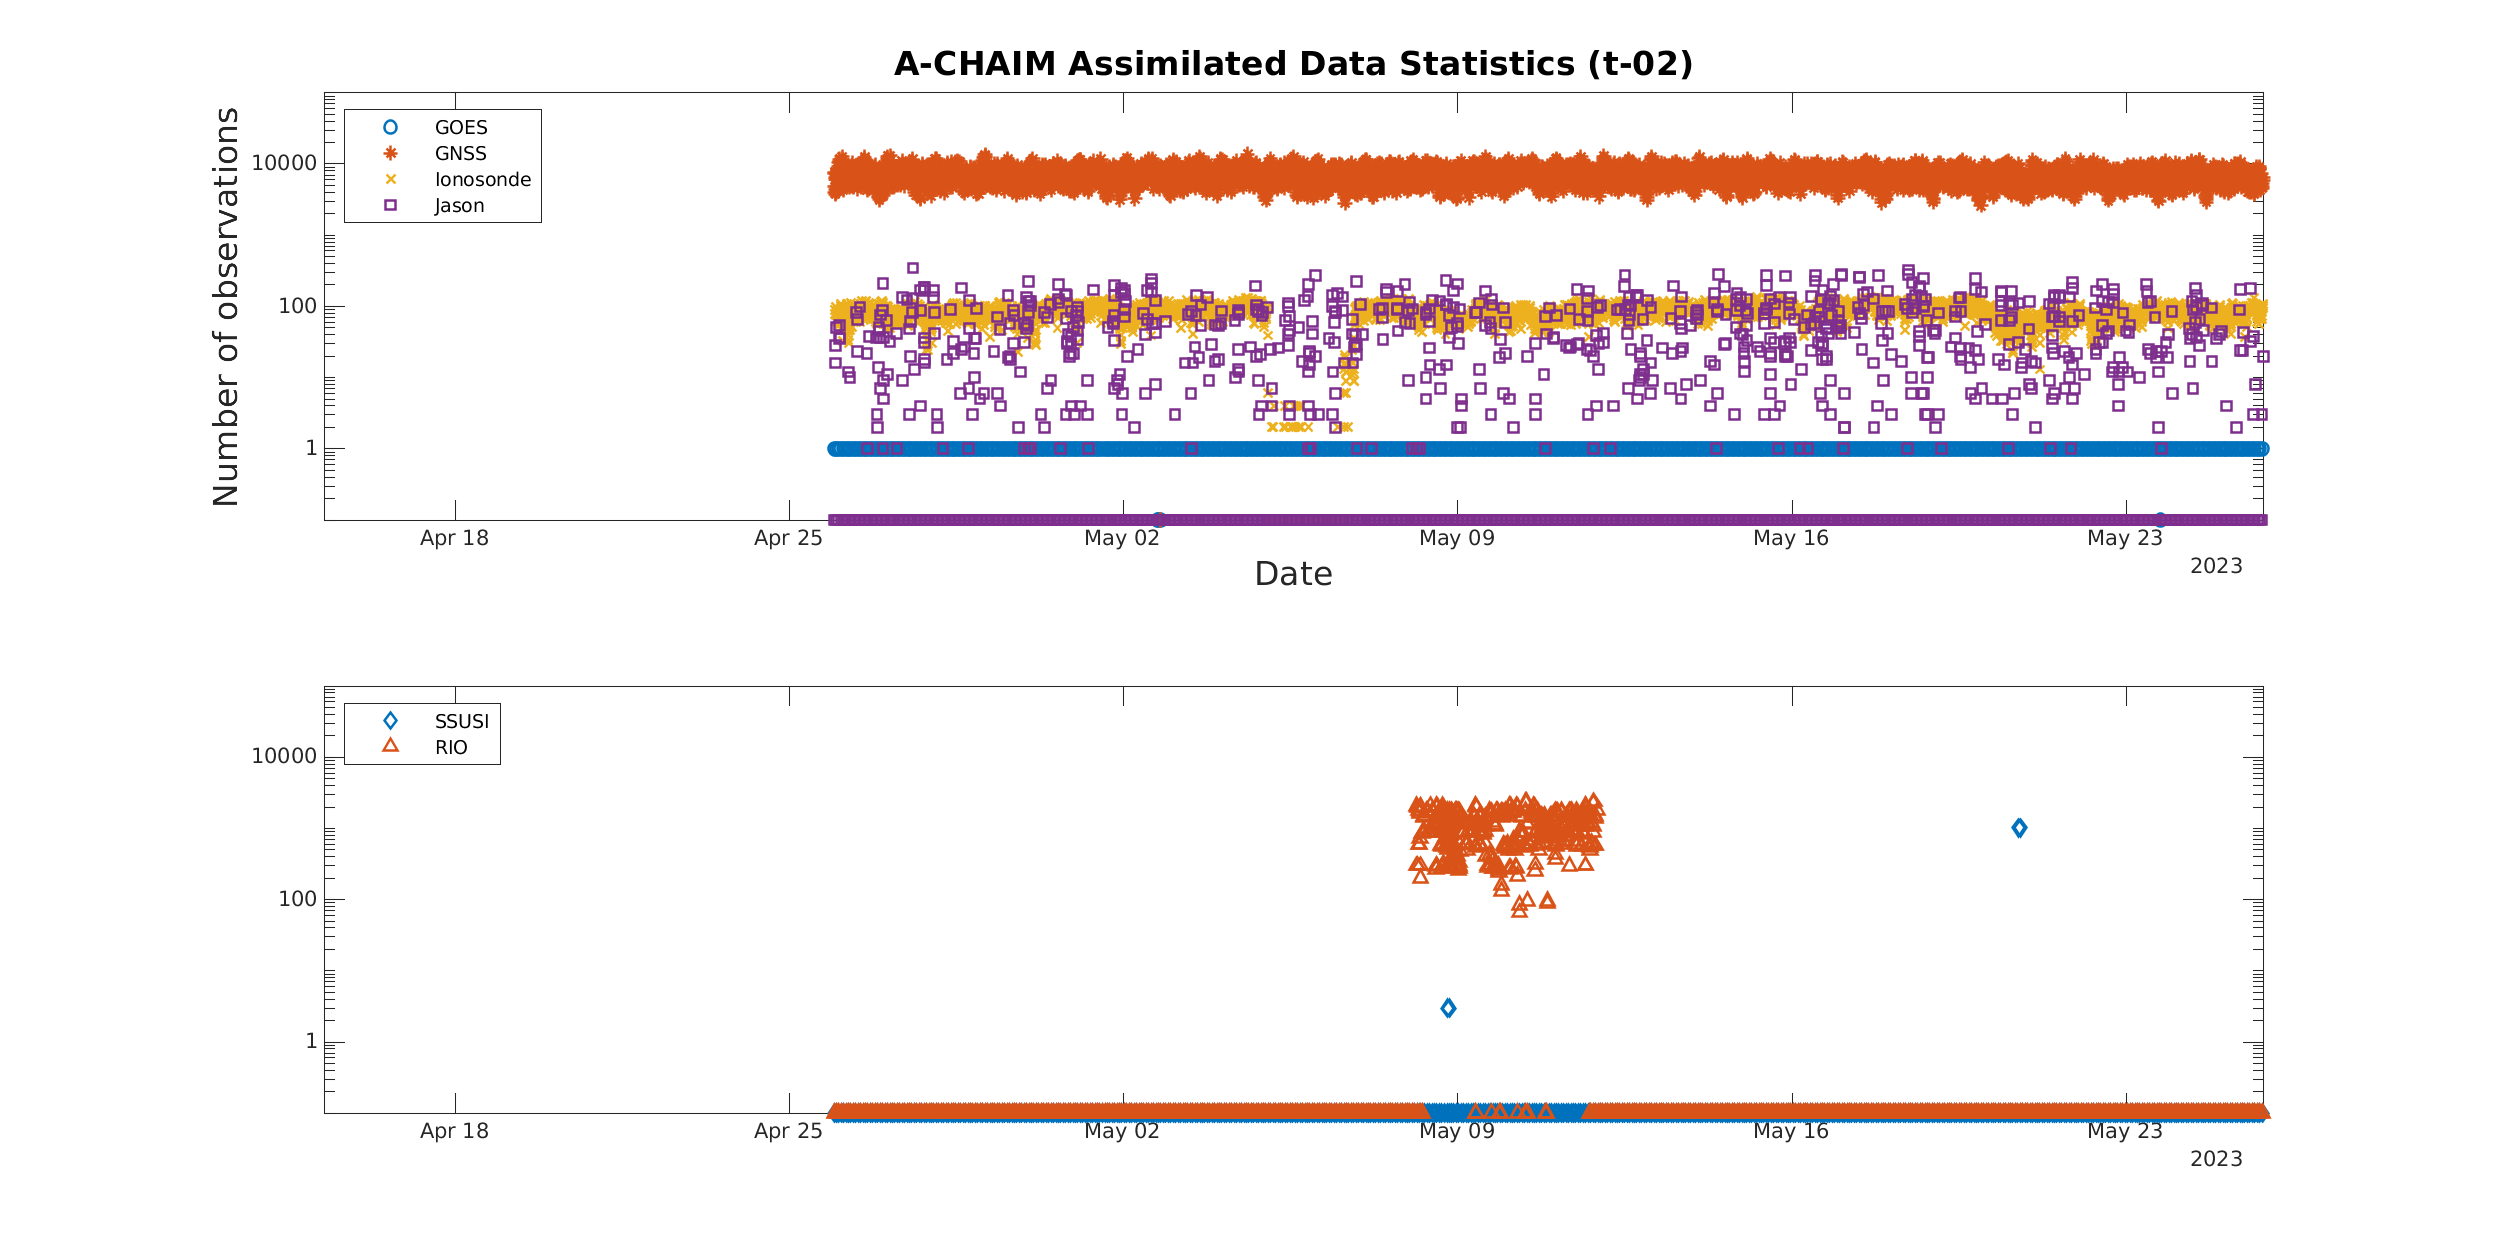 A-CHAIM Assimilated Data Statistics (t-02)
Number of observations
GOES
GNSS
Ionosonde
Jason
10000
100
1
Apr 18 Apr 25 May 02 May 09 May 16 May 23
2023
Date
SSUSI
RIO
10000
100
1
Apr 18 Apr 25 May 02 May 09 May 16 May 23
2023